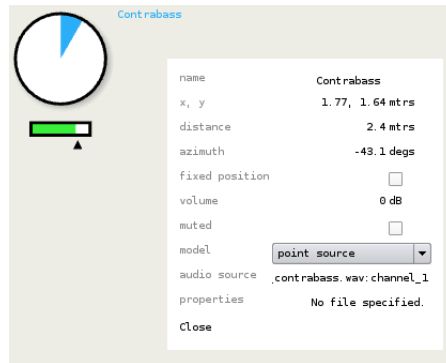 Contrabass
name Contrabass
x, y 1.77, 1.64 mtrs
distance 2.4 mtrs
azimuth -43.1 degs
fixed position
volume 0 dB
muted
model point source
audio source contrabass.wav:channel_1
properties No file specified.
Close